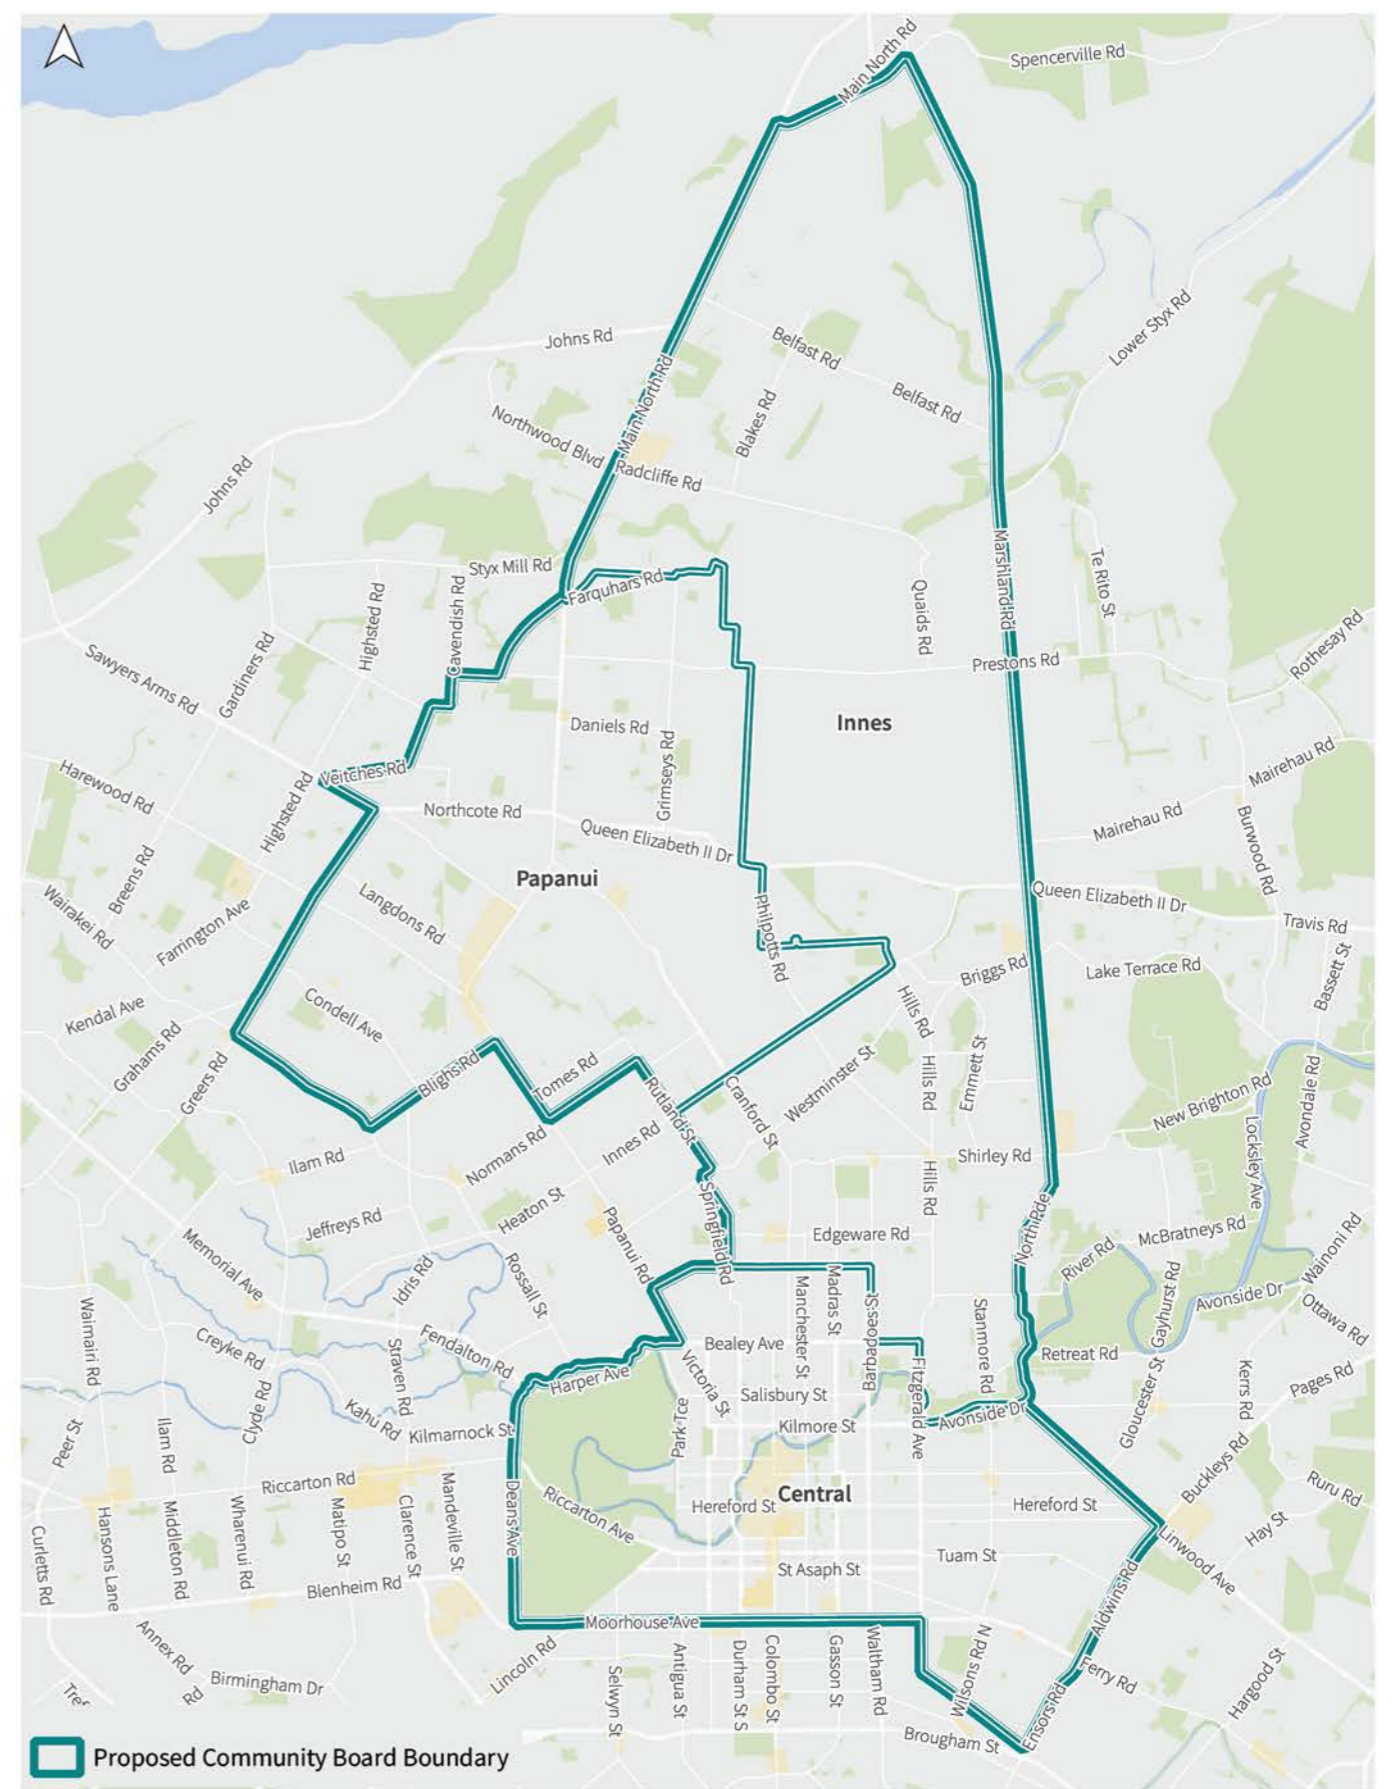 Main North Rd
Spencerville Rd
Johns Rd
Belfast Rd
Lower Styx Rd
Main North Rd
Belfast Rd
Blakes Rd
Northwood Blvd
Radcliffe Rd
Johns Rd
Marshland Rd
Styx Mill Rd
Te Rito St
Farquhars Rd
Cavendish Rd
Highsted Rd
Quaids Rd
Rothesay Rd
Gardiners Rd
Sawyers Arms Rd
Prestons Rd
Daniels Rd
Innes
Grimseys Rd
Mairehau Rd
Veitches Rd
Harewood Rd
Highsted Rd
Northcote Rd
Mairehau Rd
Queen Elizabeth II Dr
Burwood Rd
Breens Rd
Papanui
Queen Elizabeth II Dr
Wairakei Rd
Farrington Ave
Langdons Rd
Philpotts Rd
Travis Rd
Bassett St
Briggs Rd
Lake Terrace Rd
Kendal Ave
Condell Ave
Hills Rd
Grahams Rd
Greers Rd
Blighs Rd
Tomes Rd
Westminster St
Hills Rd
Emmett St
New Brighton Rd
Avondale Rd
Rutland St
Cranford St
Locksley Ave
Ilam Rd
Normans Rd
Innes Rd
Shirley Rd
Hills Rd
Springfield Rd
Heaton St
Jeffreys Rd
Papanui Rd
Edgeware Rd
North Pde
McBratneys Rd
River Rd
Wainoni Rd
Memorial Ave
Idris Rd
Rossall St
Manchester St
Madras St
Barbadoes St
Stanmore Rd
Gayhurst Rd
Avonside Dr
Ottawa Rd
Waimairi Rd
Creyke Rd
Straven Rd
Fendalton Rd
Bealey Ave
Retreat Rd
Harper Ave
Victoria St
Fitzgerald Ave
Salisbury St
Kerrs Rd
Pages Rd
Clyde Rd
Kahu Rd
Kilmarnock St
Park Tce
Kilmore St
Avonside Dr
Gloucester St
Peer St
Ilam Rd
Buckleys Rd
Riccarton Rd
Mandeville St
Deans Ave
Riccarton Ave
Hereford St
Central
Hereford St
Ruru Rd
Hay St
Curletts Rd
Hansons Lane
Middleton Rd
Wharenui Rd
Matipo St
Clarence St
Blenheim Rd
St Asaph St
Tuam St
Linwood Ave
Aldwins Rd
Moorhouse Ave
Annex Rd
Lincoln Rd
Selwyn St
Antigua St
Durham St S
Colombo St
Gasson St
Waltham Rd
Wilsons Rd N
Ferry Rd
Hargood St
Birmingham Dr
Rd
Brougham St
Ensors Rd
Proposed Community Board Boundary